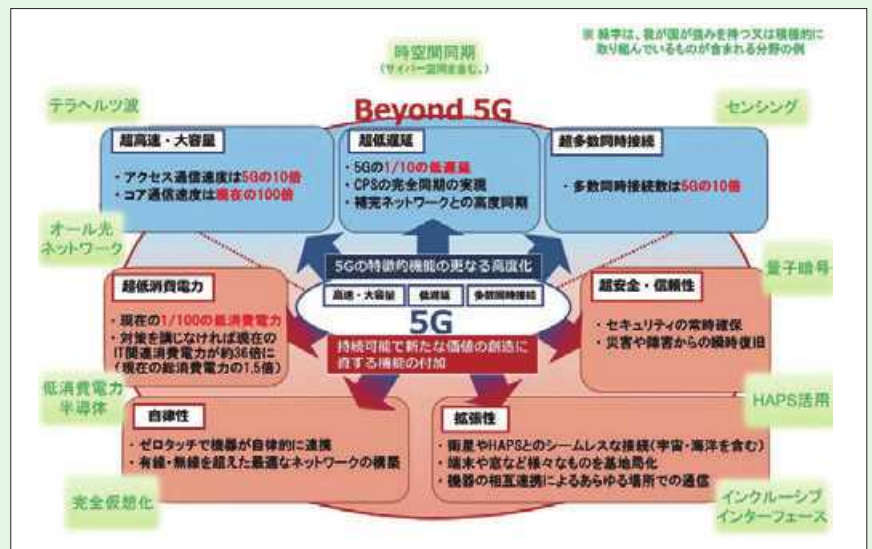 ※ 緑字は、我が国が強みを持つ又は積極的に
取り組んでいるものが含まれる分野の例
時空間同期
(サイバー空間を含む。)
テラヘルツ波
Beyond 5G
センシング
超高速・大容量
・アクセス通信速度は5Gの10倍
・コア通信速度は現在の100倍
超低遅延
・5Gの1/10の低遅延
・CPSの完全同期の実現
・補完ネットワークとの高度同期
超多数同時接続
・多数同時接続数は5Gの10倍
オール光
ネットワーク
5Gの特徴的機能の更なる高度化
量子暗号
超低消費電力
・現在の1/100の低消費電力
・対策を講じなければ現在の
IT関連消費電力が約36倍に
(現在の総消費電力の1.5倍)
高速・大容量
低遅延
多数同時接続
5G
持続可能で新たな価値の創造に
資する機能の付加
超安全・信頼性
・セキュリティの常時確保
・災害や障害からの瞬時復旧
低消費電力
半導体
HAPS活用
自律性
・ゼロタッチで機器が自律的に連携
・有線・無線を超えた最適なネットワークの構築
拡張性
・衛星やHAPSとのシームレスな接続(宇宙・海洋を含む)
・端末や窓など様々なものを基地局化
・機器の相互連携によるあらゆる場所での通信
完全仮想化
インクルーシブ
インターフェース